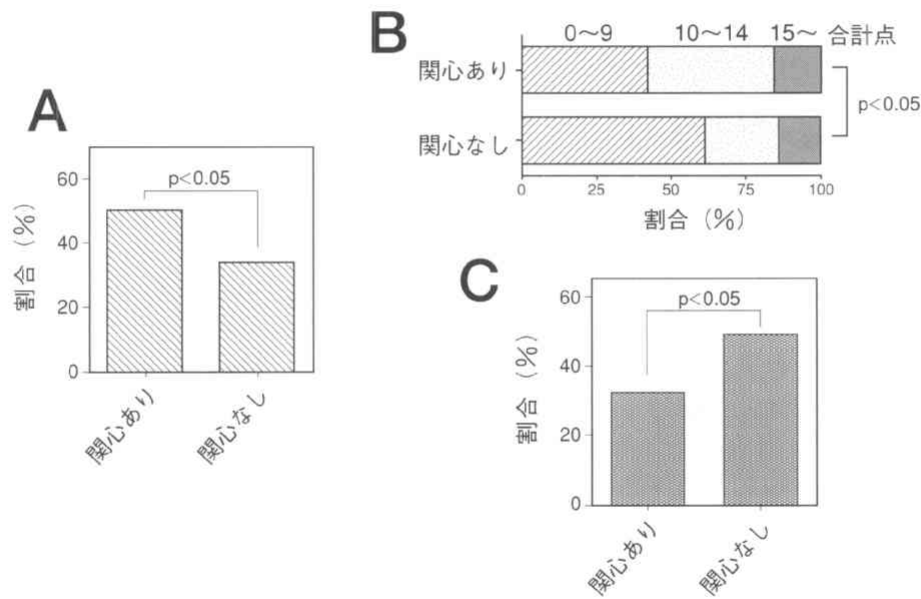 A
割合(%)
60
40
20
0
p<0.05
関心あり
関心なし
B
0〜9 10〜14 15〜 合計点
関心あり
関心なし
p<0.05
0 25 50 75 100
割合(%)
C
割合(%)
60
40
20
0
p<0.05
関心あり
関心なし